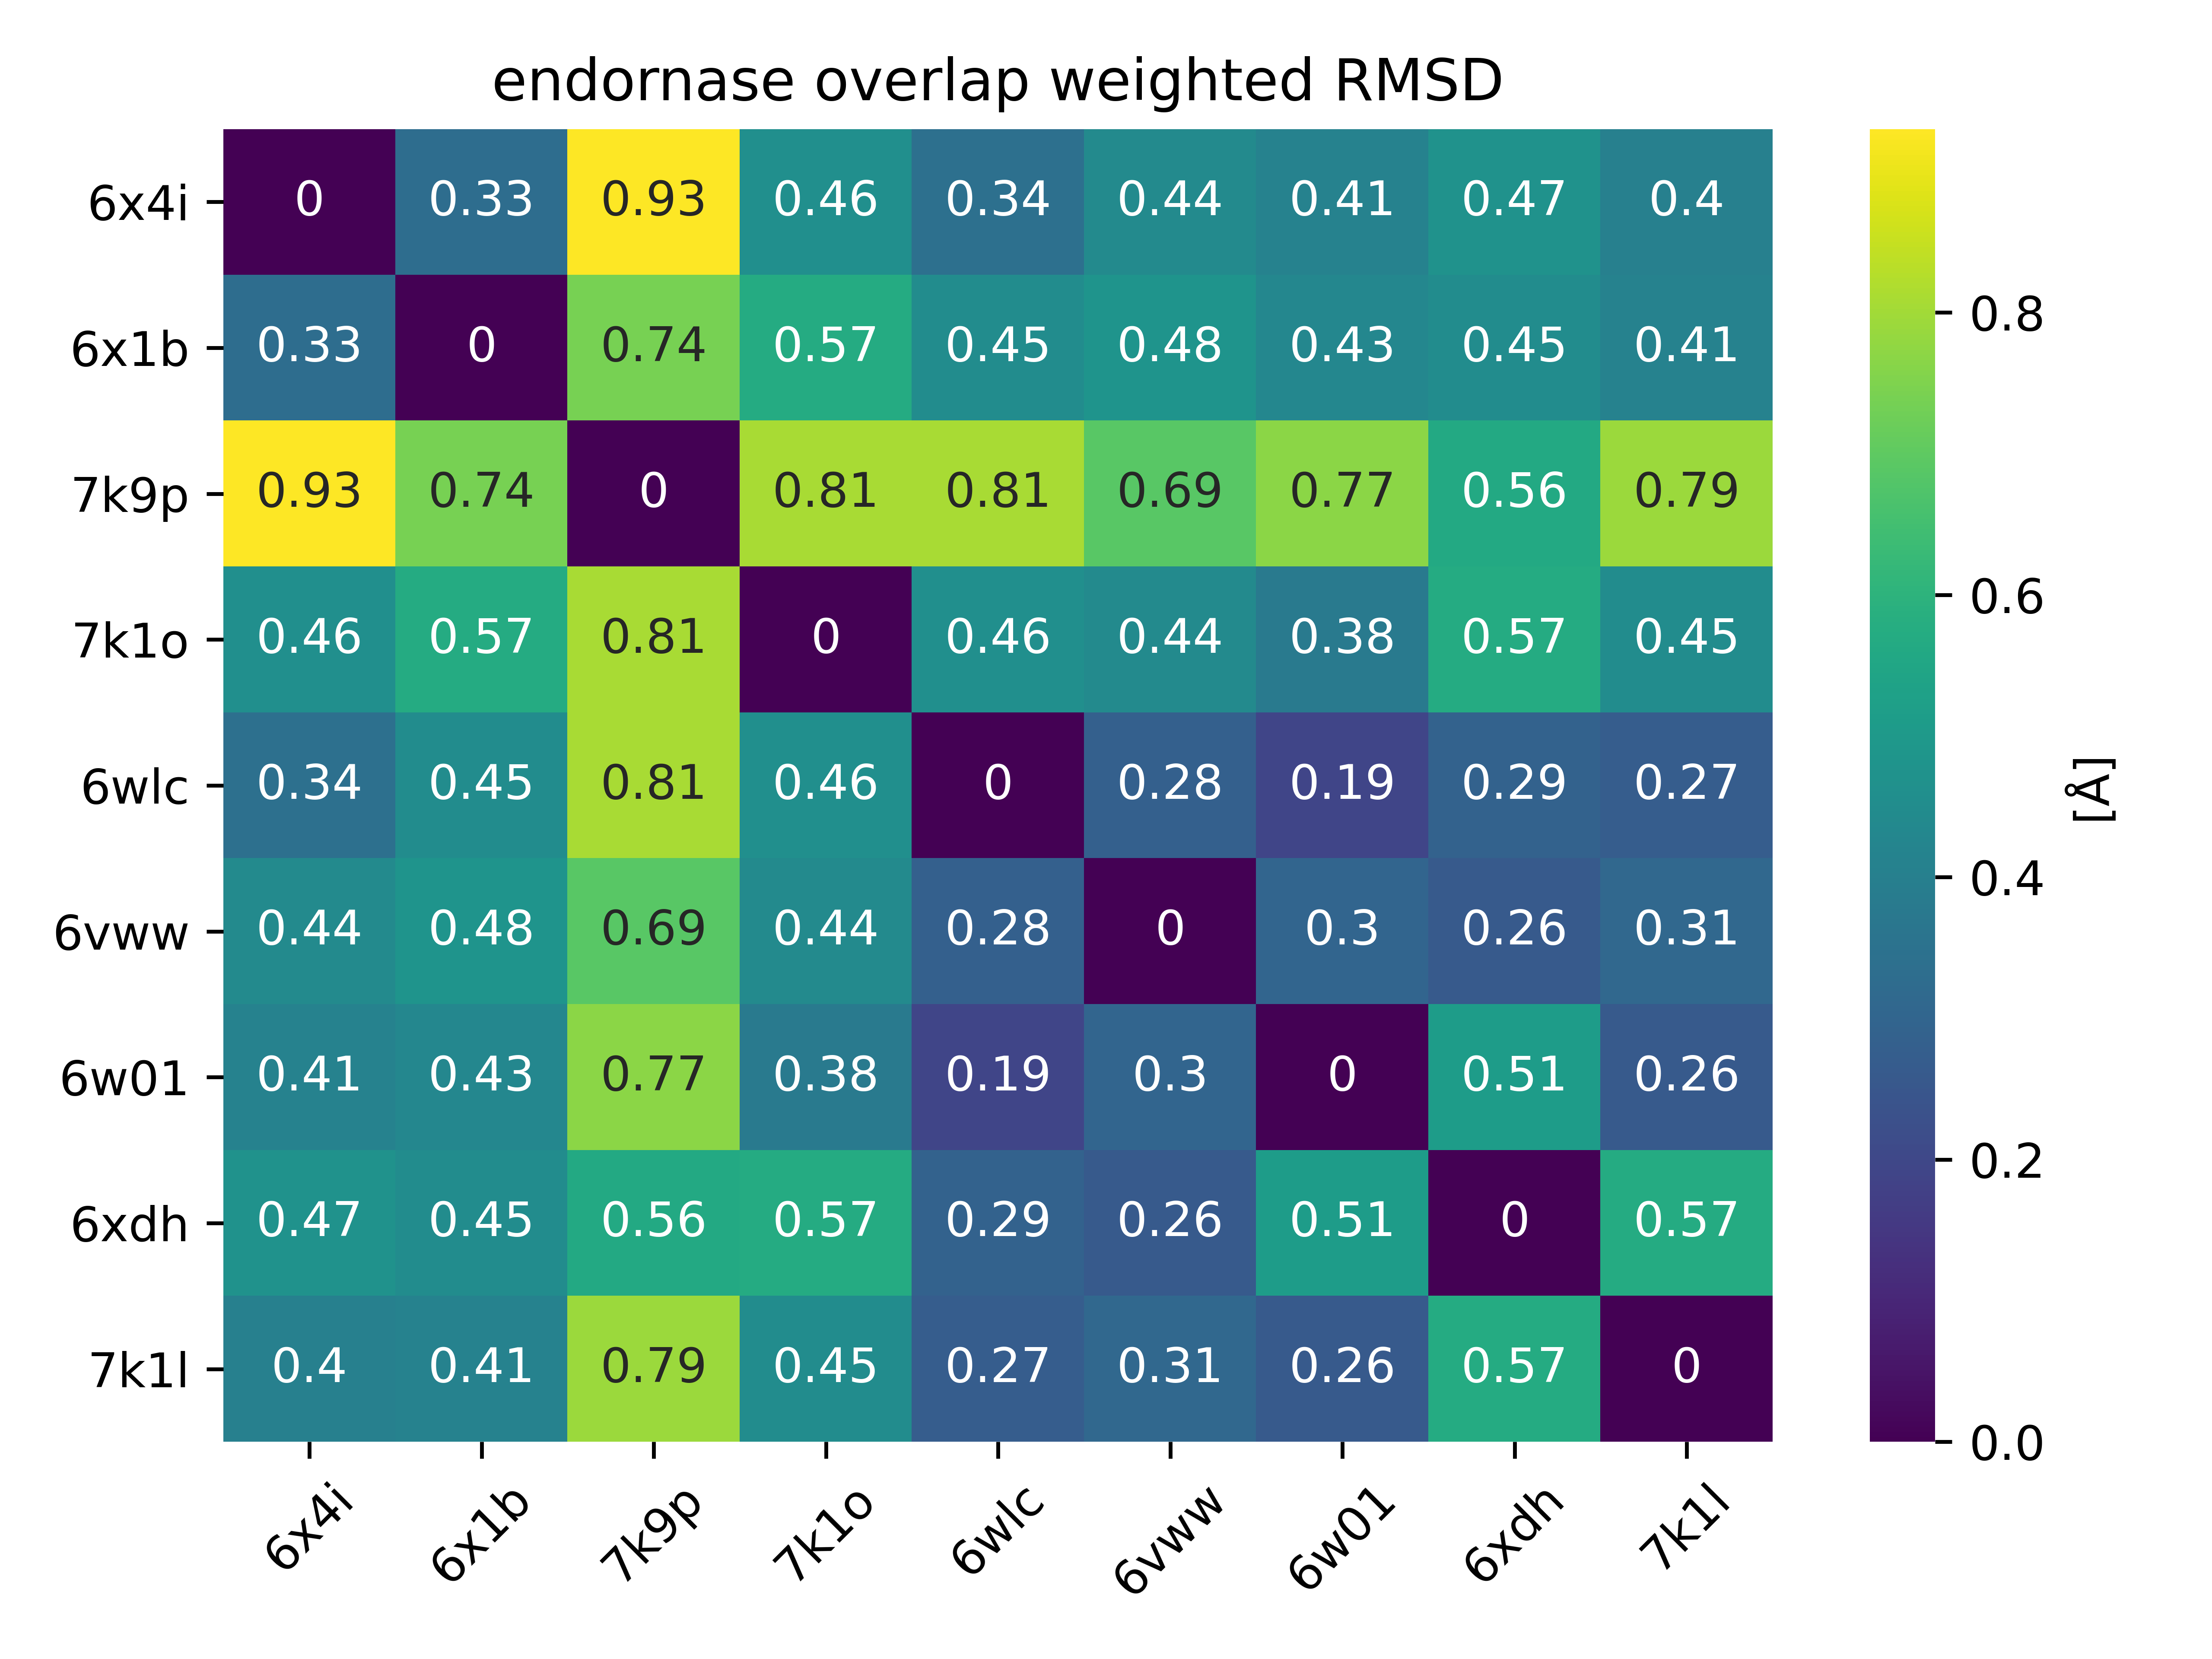 endornase overlap weighted RMSD
6x4i 0 0.33 0.93 0.46 0.34 0.44 0.41 0.47 0.4
6x1b 0.33 0 0.74 0.57 0.45 0.48 0.43 0.45 0.41
7k9p 0.93 0.74 0 0.81 0.81 0.69 0.77 0.56 0.79
7k1o 0.46 0.57 0.81 0 0.46 0.44 0.38 0.57 0.45
6wlc 0.34 0.45 0.81 0.46 0 0.28 0.19 0.29 0.27
6vww 0.44 0.48 0.69 0.44 0.28 0 0.3 0.26 0.31
6w01 0.41 0.43 0.77 0.38 0.19 0.3 0 0.51 0.26
6xdh 0.47 0.45 0.56 0.57 0.29 0.26 0.51 0 0.57
7k1l 0.4 0.41 0.79 0.45 0.27 0.31 0.26 0.57 0
6x4i 6x1b 7k9p 7k1o 6wlc 6vww 6w01 6xdh 7k1l
0.8
0.6
0.4
0.2
0.0
[Å]